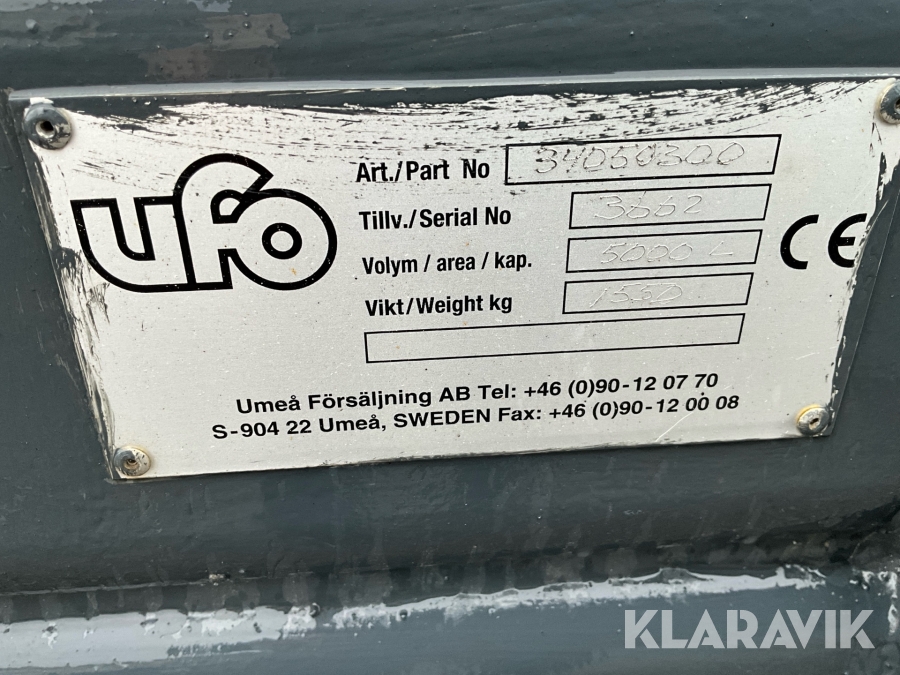 ufo
Art./Part No 34050300
Tillv./Serial No 3662
Volym / area / kap. 5000 L
Vikt/Weight kg 1550
CE
Umeå Försäljning AB Tel: +46 (0)90-12 07 70
S-904 22 Umeå, SWEDEN Fax: +46 (0)90-12 00 08
KLARAVIK